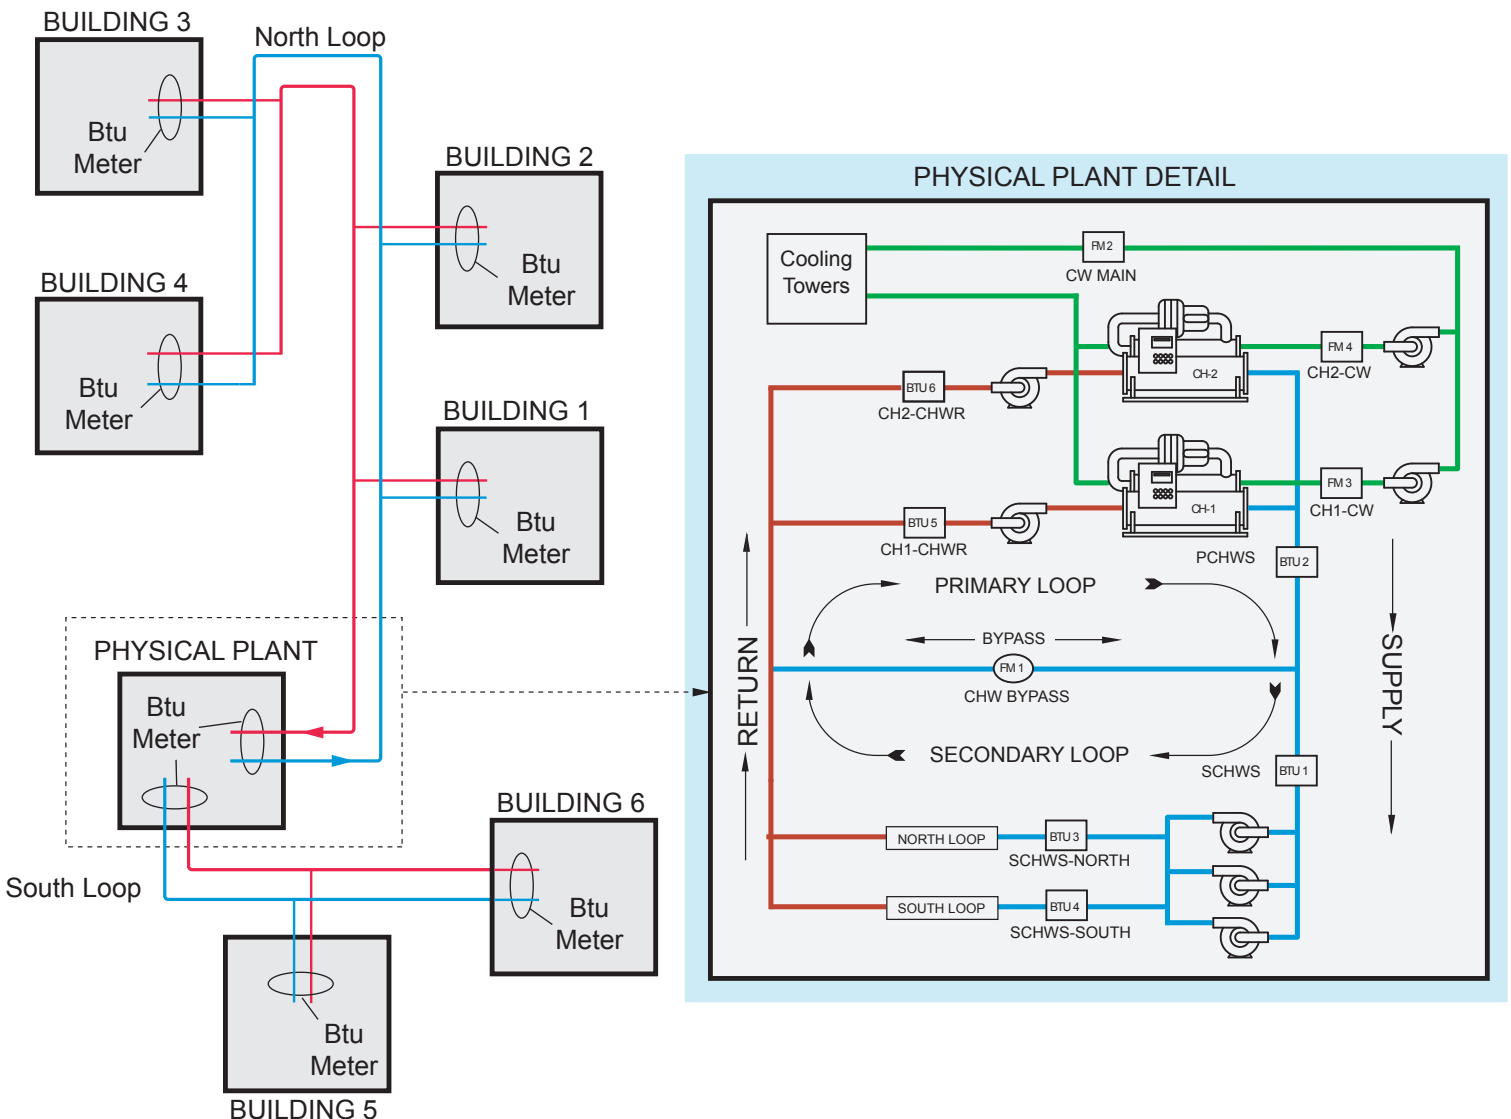 BUILDING 3
North Loop
Btu
Meter
BUILDING 2
Btu
Meter
BUILDING 4
Btu
Meter
BUILDING 1
Btu
Meter
PHYSICAL PLANT
Btu
Meter
South Loop
BUILDING 6
Btu
Meter
Btu
Meter
BUILDING 5
PHYSICAL PLANT DETAIL
Cooling
Towers
FM 2
CW MAIN
CH-2
FM 4
CH2-CW
BTU 6
CH2-CHWR
CH-1
FM 3
CH1-CW
BTU 5
CH1-CHWR
PCHWS
BTU 2
PRIMARY LOOP
BYPASS
FM 1
CHW BYPASS
RETURN
SUPPLY
SECONDARY LOOP
SCHWS
BTU 1
NORTH LOOP
BTU 3
SCHWS-NORTH
SOUTH LOOP
BTU 4
SCHWS-SOUTH